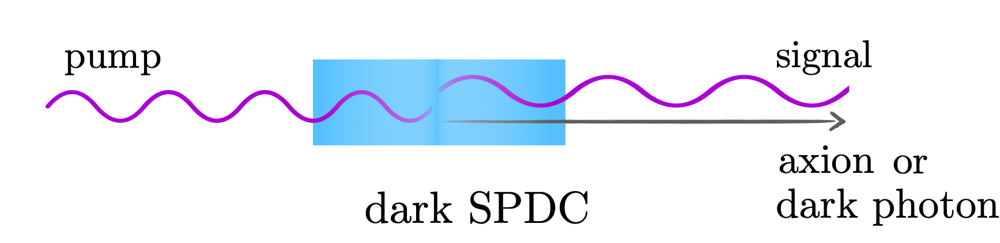 pump
signal
axion or
dark photon
dark SPDC